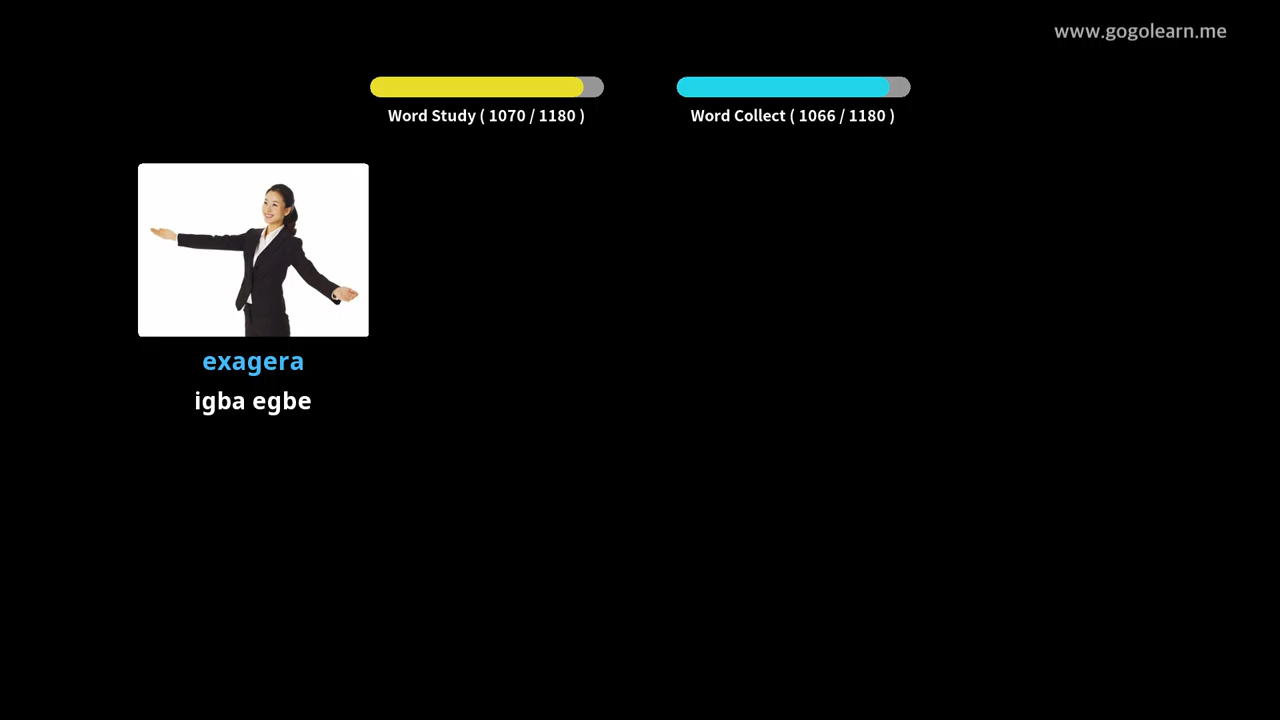 www.gogolearn.me
Word Study ( 1070 / 1180 )
Word Collect ( 1066 / 1180 )
exagera
igba egbe